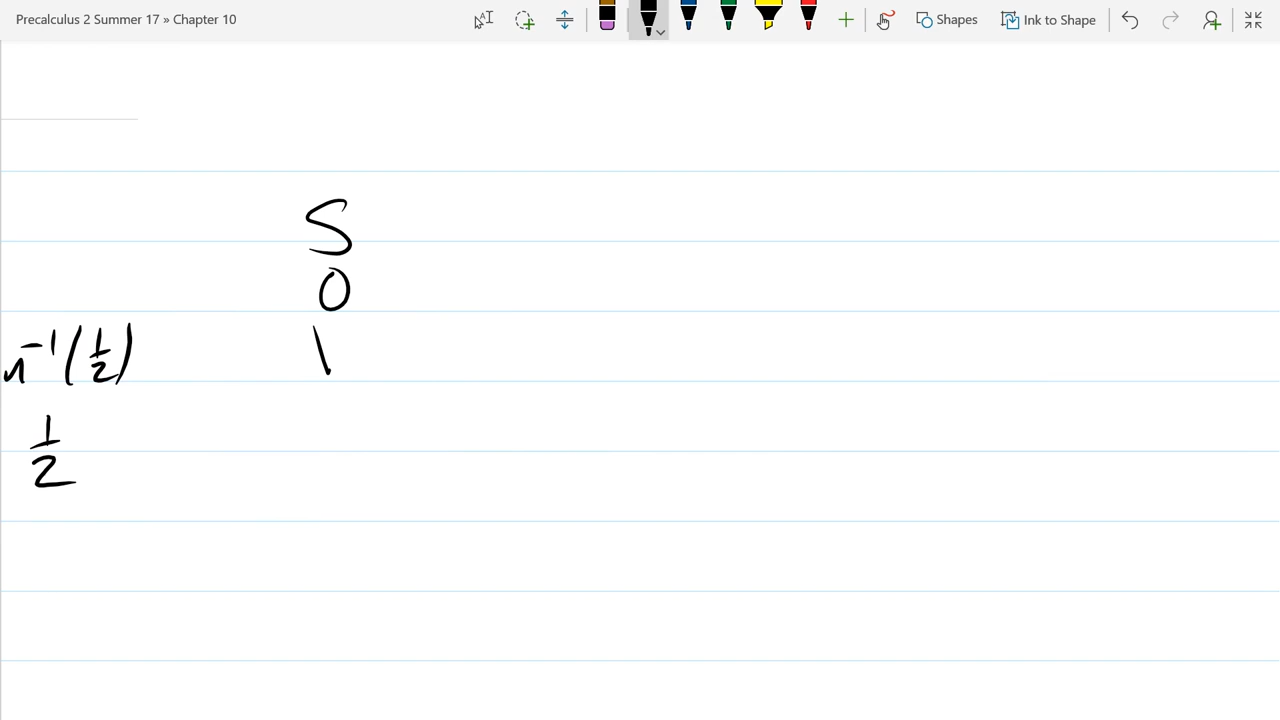 Precalculus 2 Summer 17 » Chapter 10
Shapes
Ink to Shape
S
O
n⁻¹(1/2)
1/2